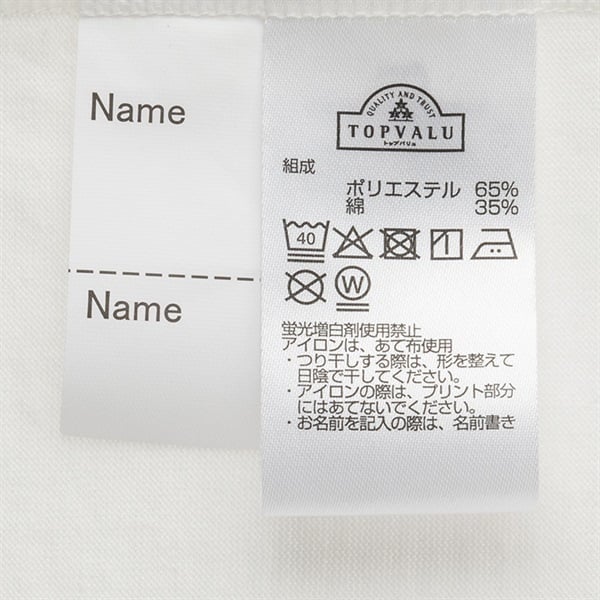 Name
Name
QUALITY AND TRUST
TOPVALU
トップバリュ
組成
ポリエステル 65%
綿 35%
40
W
蛍光増白剤使用禁止
アイロンは、あて布使用
・つり干しする際は、形を整えて
日陰で干してください。
・アイロンの際は、プリント部分
にはあてないでください。
・お名前を記入の際は、名前書き